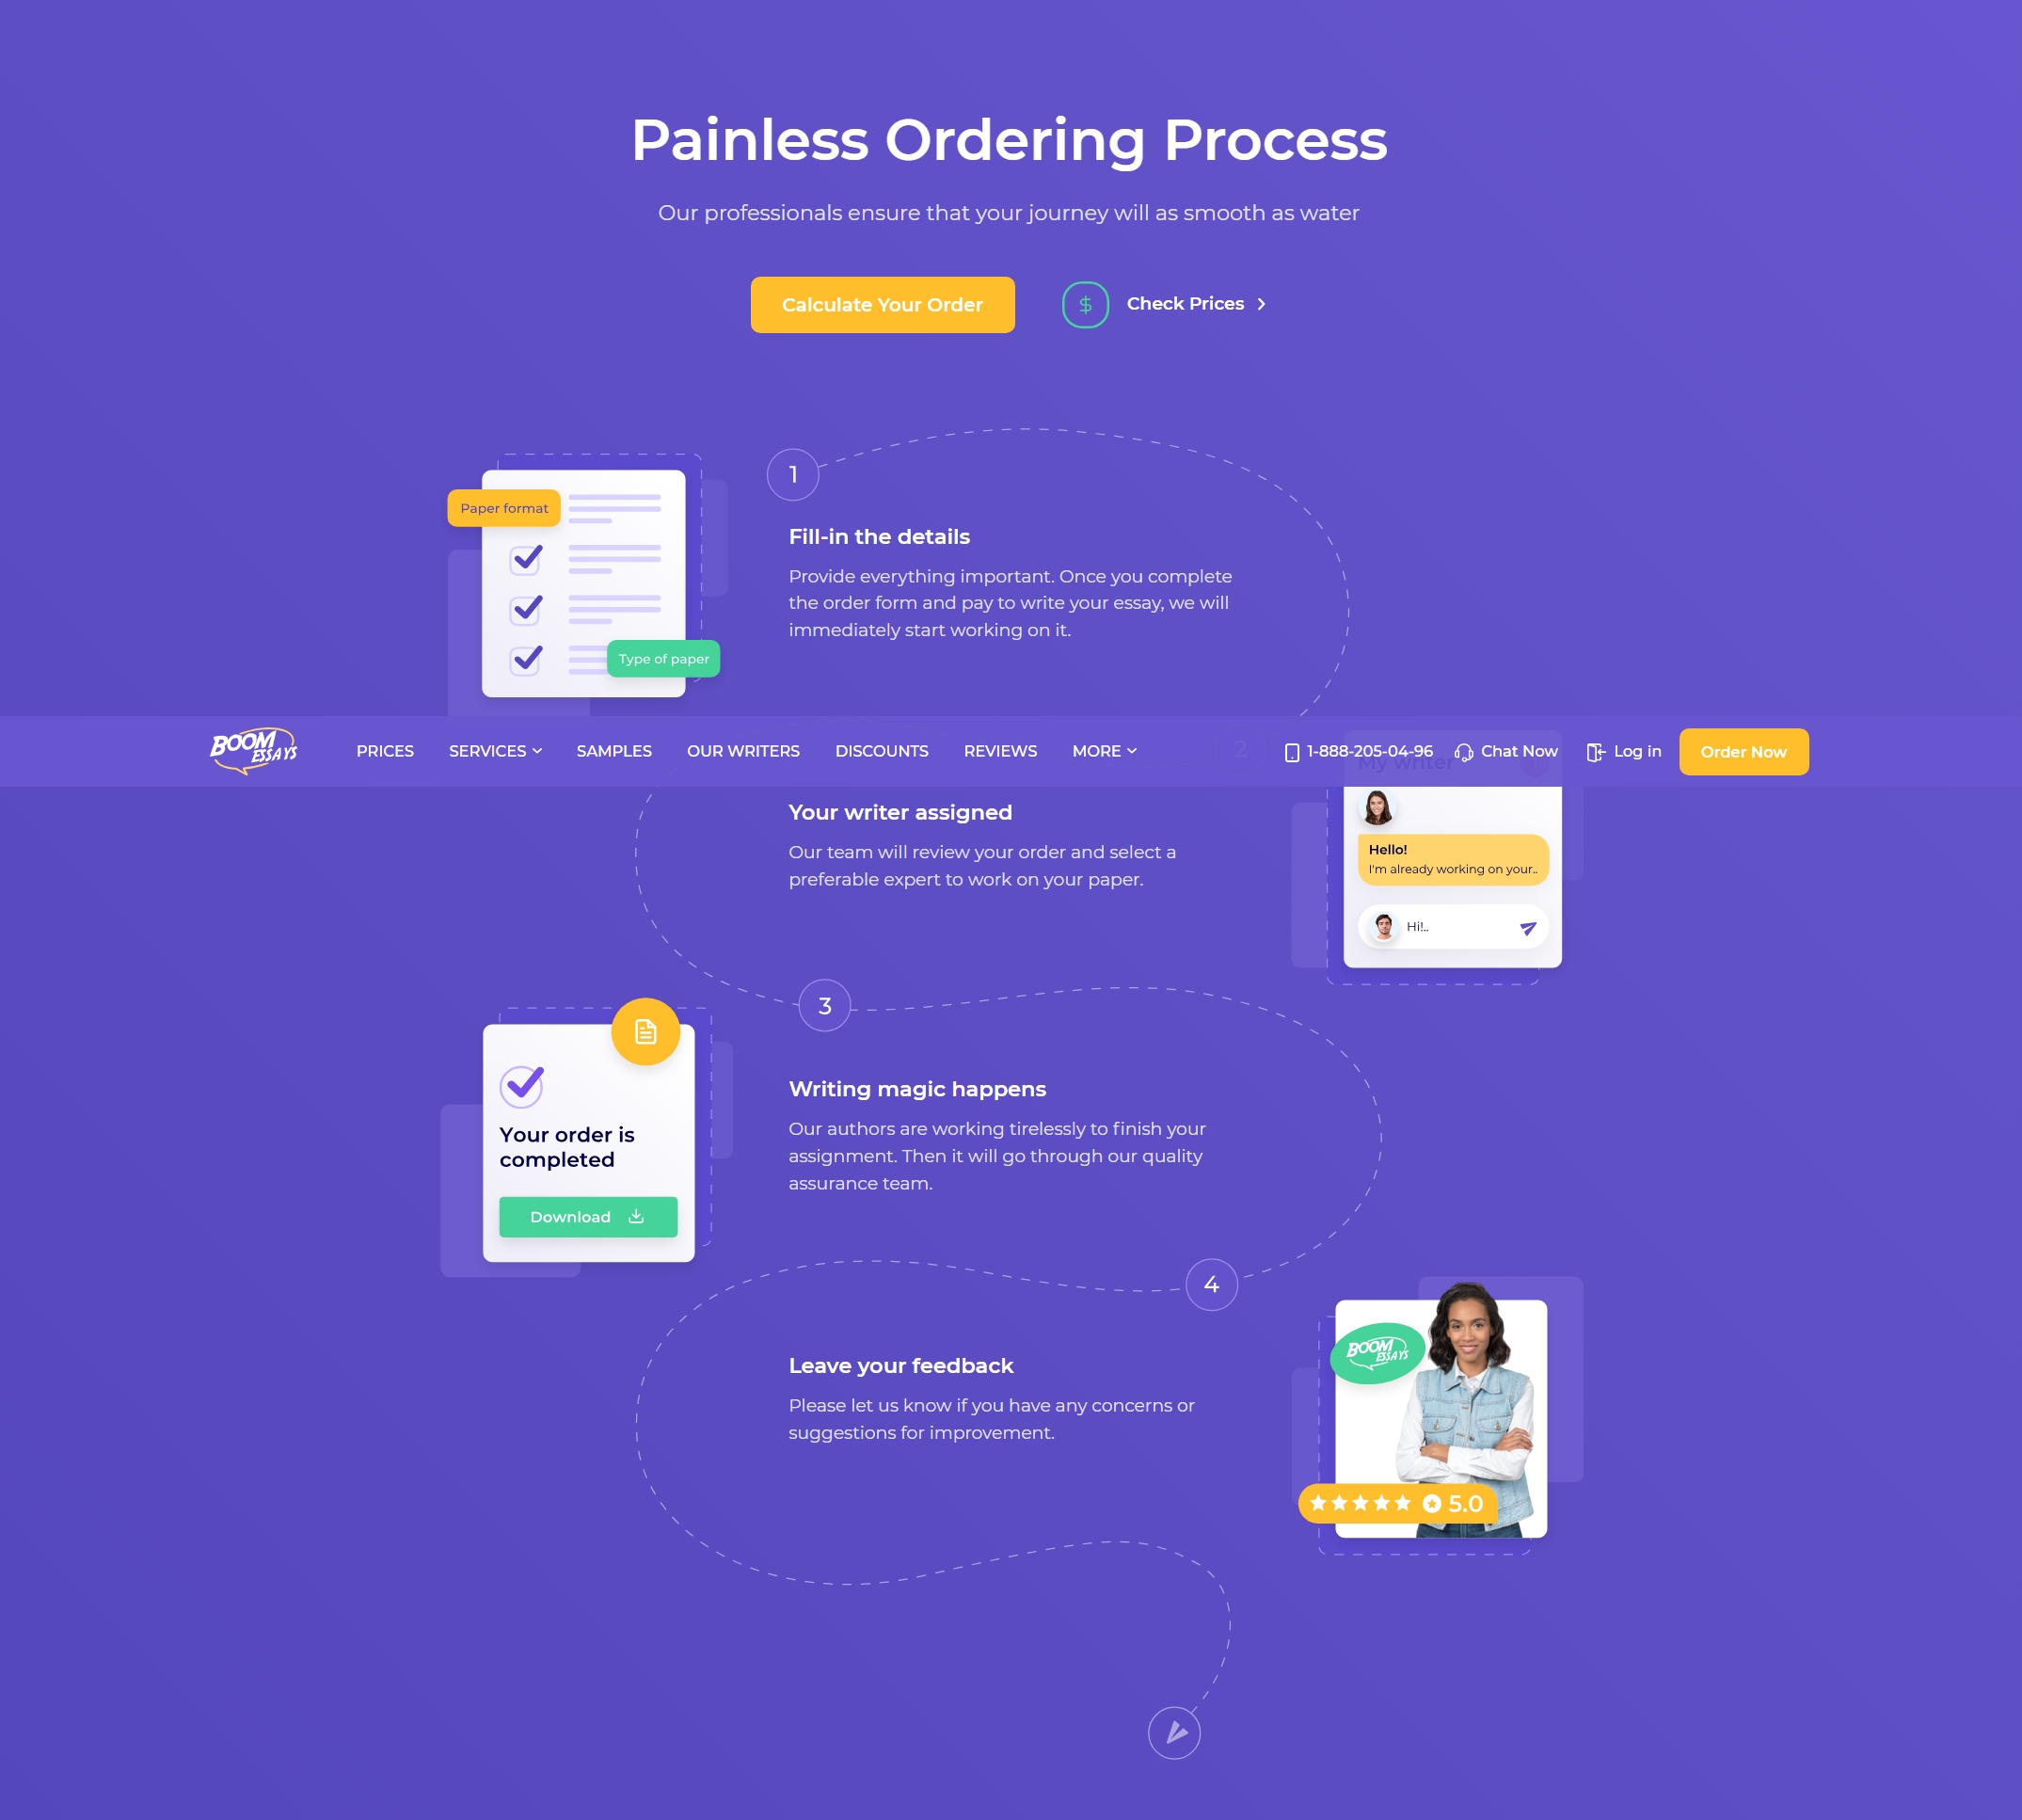 Painless Ordering Process
Our professionals ensure that your journey will as smooth as water
Calculate Your Order
$
Check Prices
1
Paper format
Type of paper
Fill-in the details
Provide everything important. Once you complete
the order form and pay to write your essay, we will
immediately start working on it.
BOOM
ESSAYS
PRICES
SERVICES
SAMPLES
OUR WRITERS
DISCOUNTS
REVIEWS
MORE
2
1-888-205-04-96
Chat Now
Log in
Order Now
My writer
Your writer assigned
Our team will review your order and select a
preferable expert to work on your paper.
Hello!
I'm already working on your..
Hi!..
3
Your order is
completed
Download
Writing magic happens
Our authors are working tirelessly to finish your
assignment. Then it will go through our quality
assurance team.
4
Leave your feedback
Please let us know if you have any concerns or
suggestions for improvement.
BOOM
ESSAYS
5.0